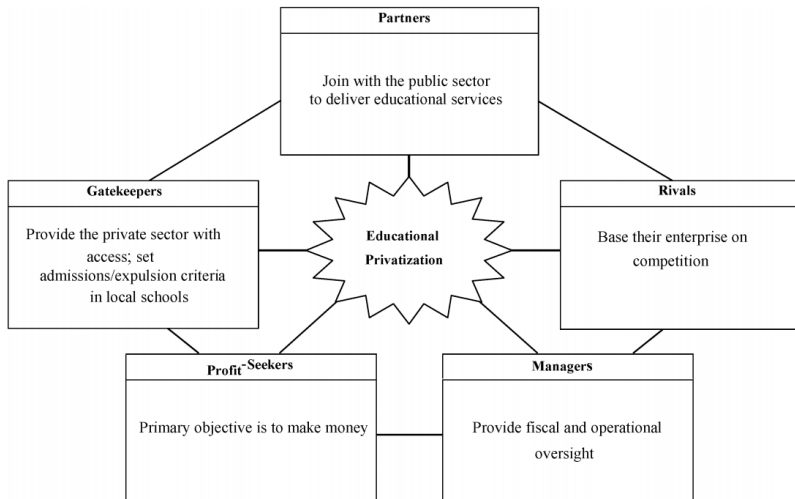 Partners
Join with the public sector
to deliver educational services
Gatekeepers
Provide the private sector with
access; set
admissions/expulsion criteria
in local schools
Educational
Privatization
Rivals
Base their enterprise on
competition
Profit-Seekers
Primary objective is to make money
Managers
Provide fiscal and operational
oversight